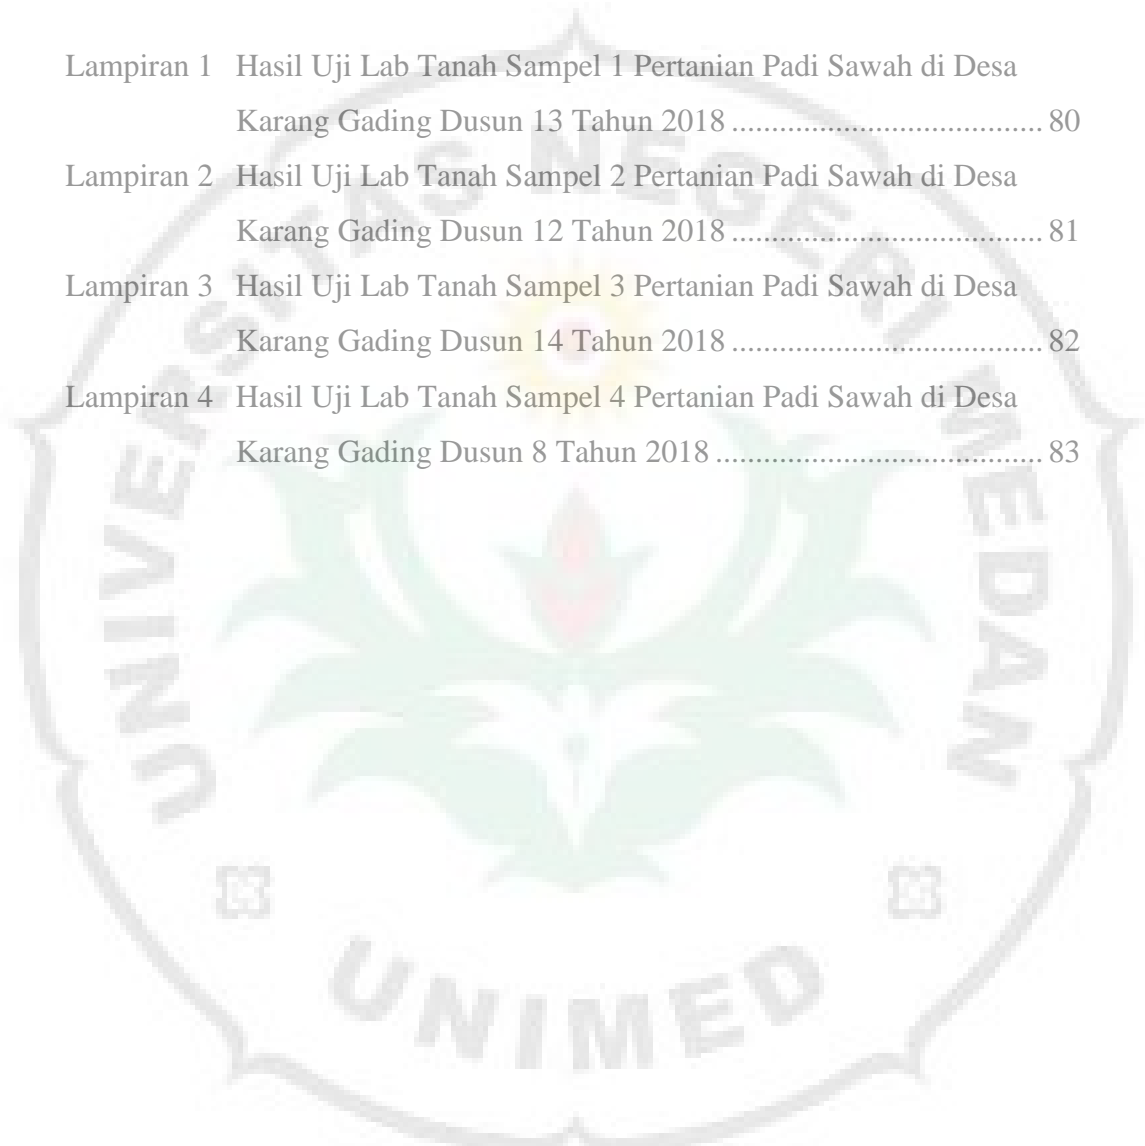 Lampiran 1 Hasil Uji Lab Tanah Sampel 1 Pertanian Padi Sawah di Desa
Karang Gading Dusun 13 Tahun 2018 ...................................... 80
Lampiran 2 Hasil Uji Lab Tanah Sampel 2 Pertanian Padi Sawah di Desa
Karang Gading Dusun 12 Tahun 2018 ...................................... 81
Lampiran 3 Hasil Uji Lab Tanah Sampel 3 Pertanian Padi Sawah di Desa
Karang Gading Dusun 14 Tahun 2018 ...................................... 82
Lampiran 4 Hasil Uji Lab Tanah Sampel 4 Pertanian Padi Sawah di Desa
Karang Gading Dusun 8 Tahun 2018 ........................................ 83
UNIVERSITAS NEGERI MEDAN
UNIMED